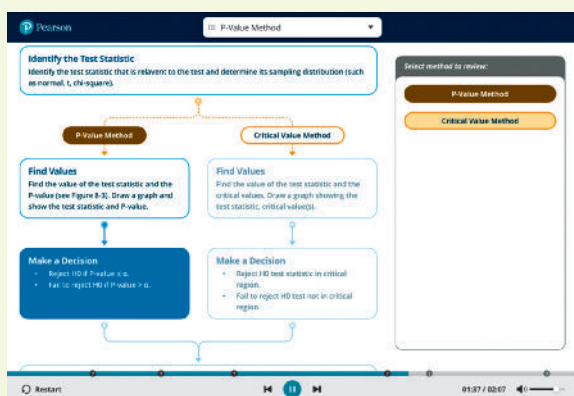 Pearson
P-Value Method
Identify the Test Statistic
Identify the test statistic that is relavent to the test and determine its sampling distribution (such
as normal, t, chi-square).
P-Value Method
Critical Value Method
Find Values
Find the value of the test statistic and the
P-value (see Figure 8-3). Draw a graph and
show the test statistic and P-value.
Find Values
Find the value of the test statistic and the
critical values. Draw a graph showing the
test statistic, critical value(s).
Make a Decision
• Reject H0 if P-value ≤ α.
• Fail to reject H0 if P-value > α.
Make a Decision
• Reject H0 test statistic in critical
region.
• Fail to reject H0 test not in critical
region.
Select method to review:
P-Value Method
Critical Value Method
Restart
01:37 / 02:07